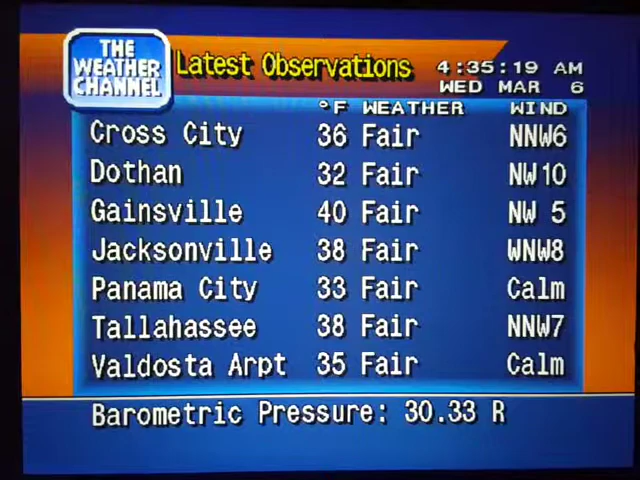 THE
WEATHER
CHANNEL
Latest Observations
4:35:19 AM
WED MAR 6
°F WEATHER WIND
Cross City 36 Fair NNW6
Dothan 32 Fair NW10
Gainsville 40 Fair NW 5
Jacksonville 38 Fair WNW8
Panama City 33 Fair Calm
Tallahassee 38 Fair NNW7
Valdosta Arpt 35 Fair Calm
Barometric Pressure: 30.33 R